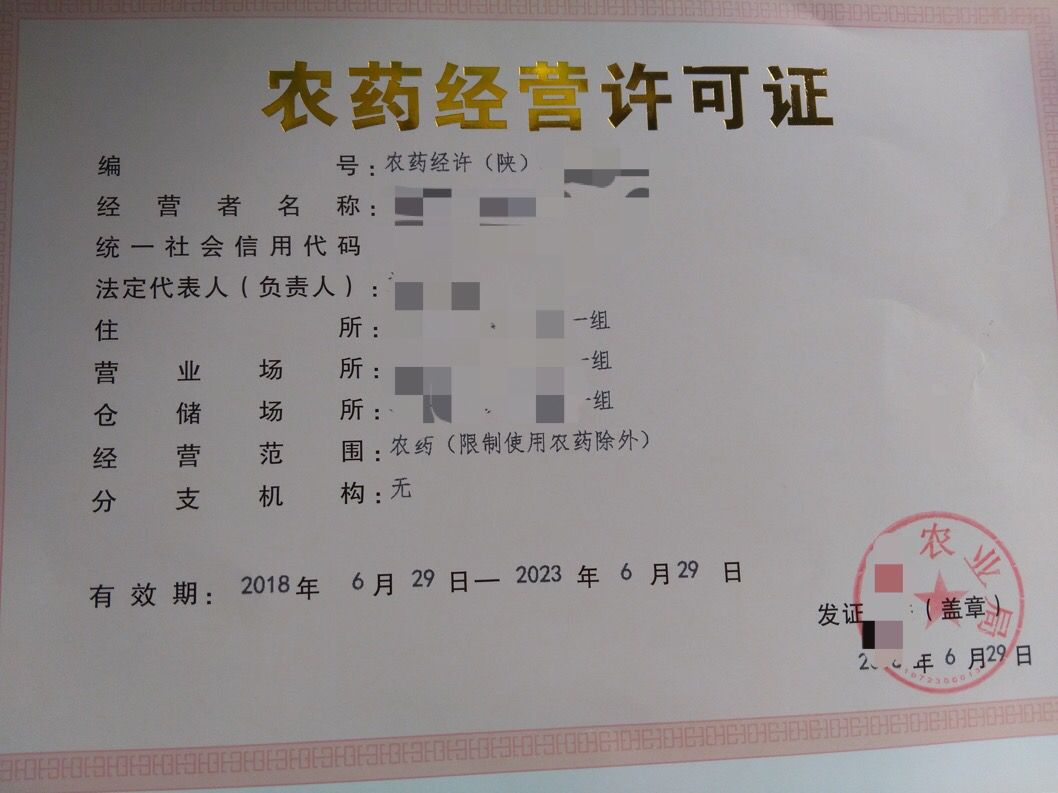 农药经营许可证
编号：农药经许（陕）
经营者名称：
统一社会信用代码
法定代表人（负责人）：
住所：一组
营业场所：一组
仓储场所：一组
经营范围：农药（限制使用农药除外）
分支机构：无
有效期：2018年 6月 29日—2023年 6月29日
农业局
发证（盖章）
年6月29日